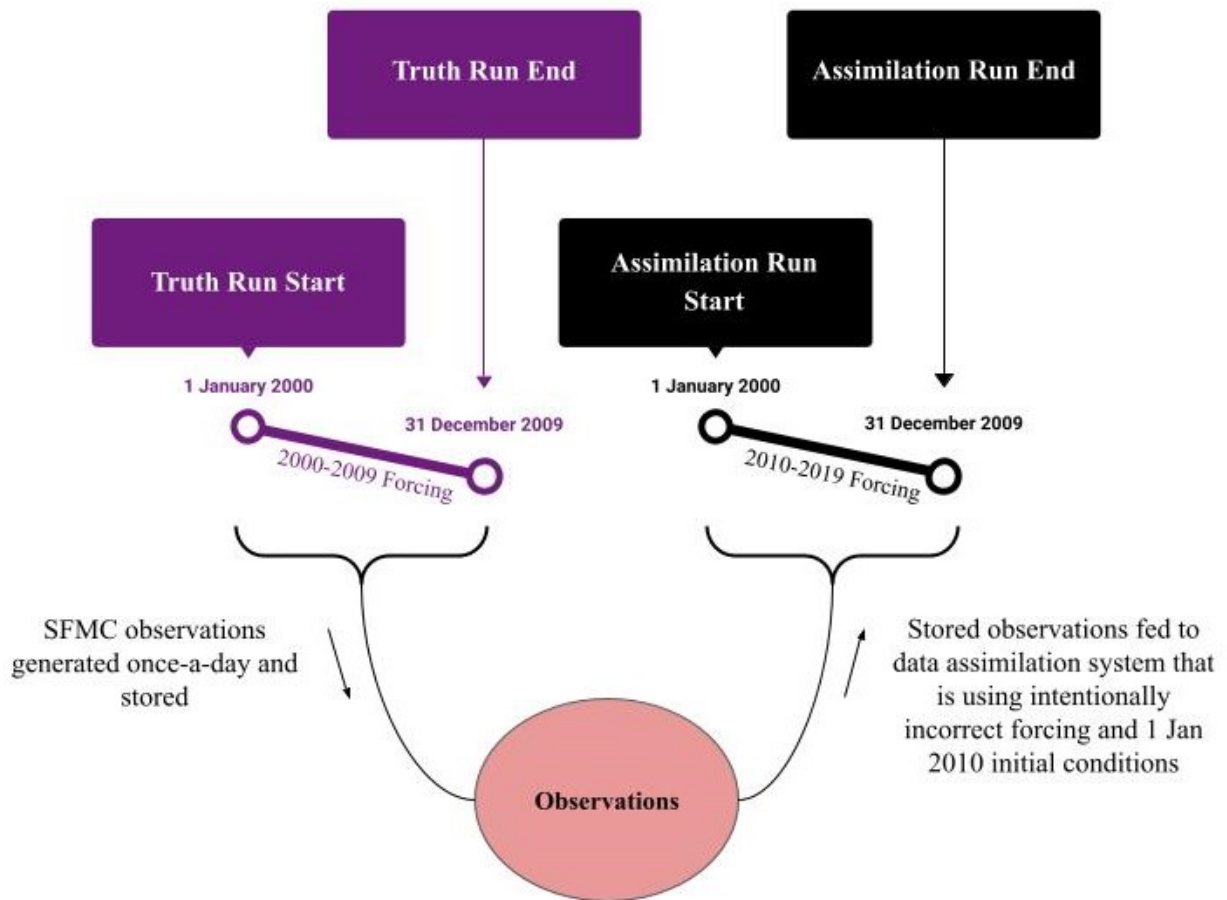 Truth Run End
Assimilation Run End
Truth Run Start
Assimilation Run
Start
1 January 2000
1 January 2000
31 December 2009
31 December 2009
2000-2009 Forcing
2010-2019 Forcing
SFMC observations
generated once-a-day and
stored
Stored observations fed to
data assimilation system that
is using intentionally
incorrect forcing and 1 Jan
2010 initial conditions
Observations